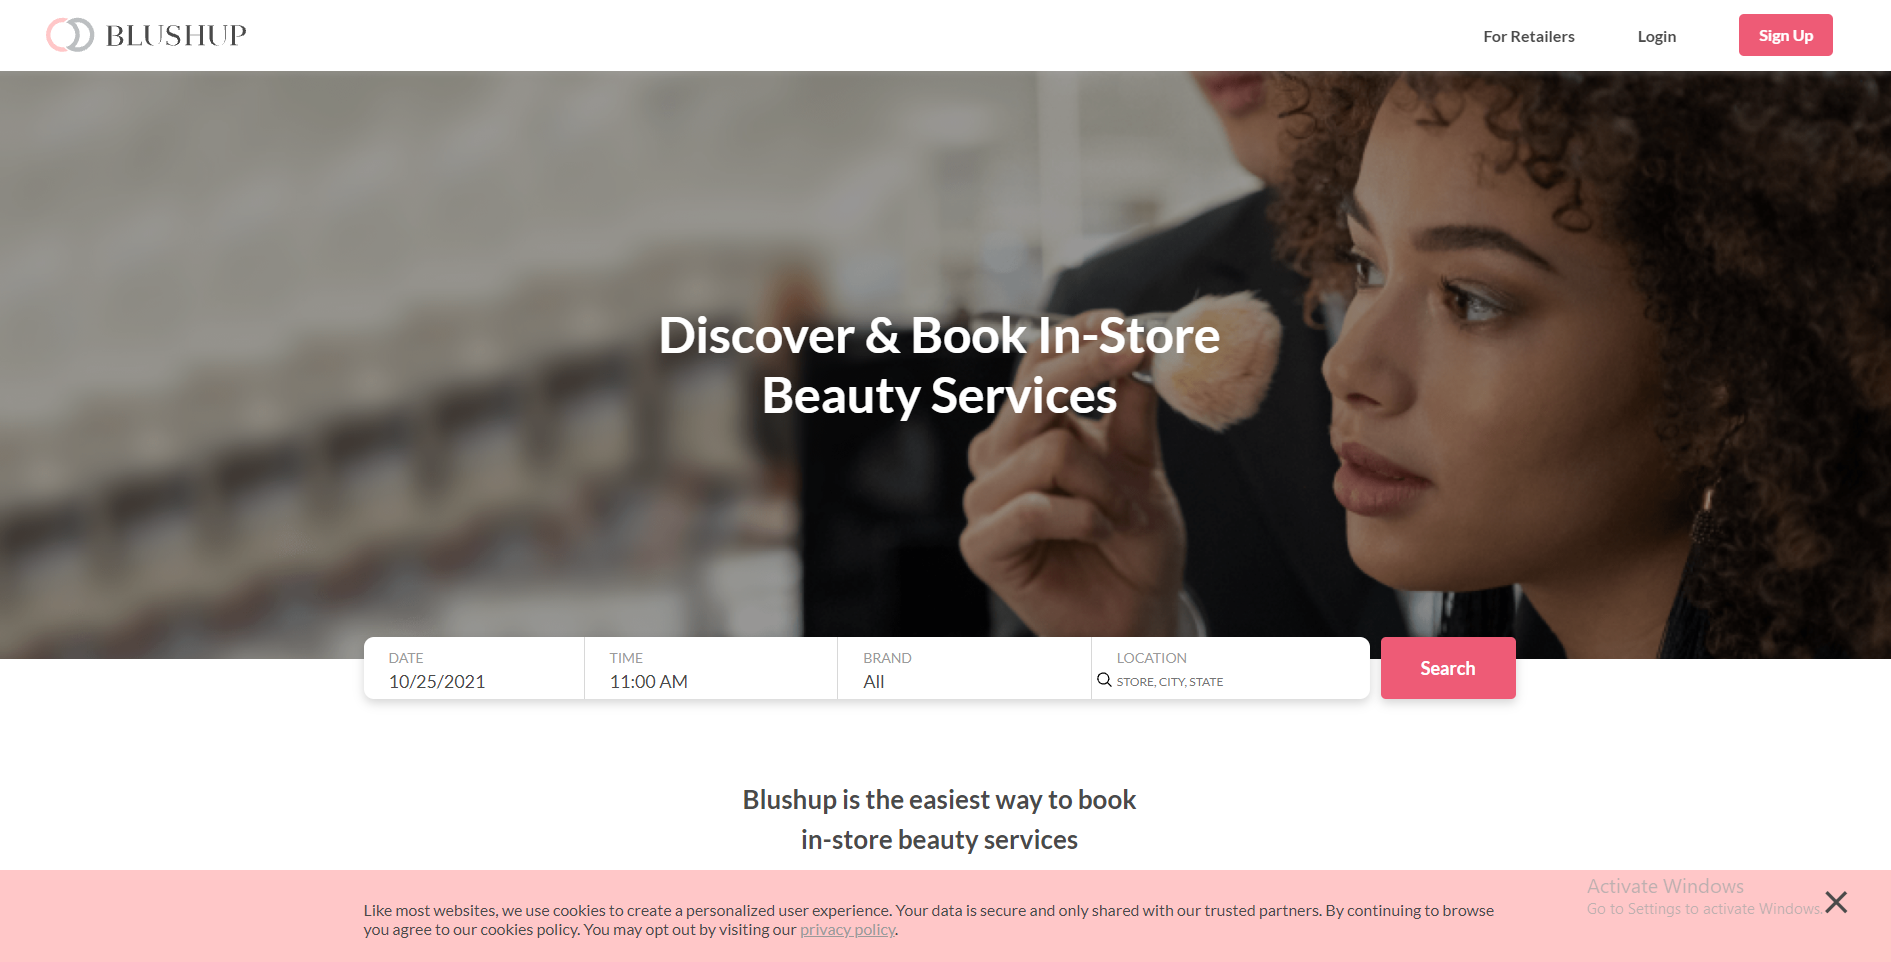 BLUSHUP
For Retailers
Login
Sign Up
Discover & Book In-Store
Beauty Services
DATE
10/25/2021
TIME
11:00 AM
BRAND
All
LOCATION
STORE, CITY, STATE
Search
Blushup is the easiest way to book
in-store beauty services
Activate Windows
Go to Settings to activate Windows.
Like most websites, we use cookies to create a personalized user experience. Your data is secure and only shared with our trusted partners. By continuing to browse
you agree to our cookies policy. You may opt out by visiting our privacy policy.